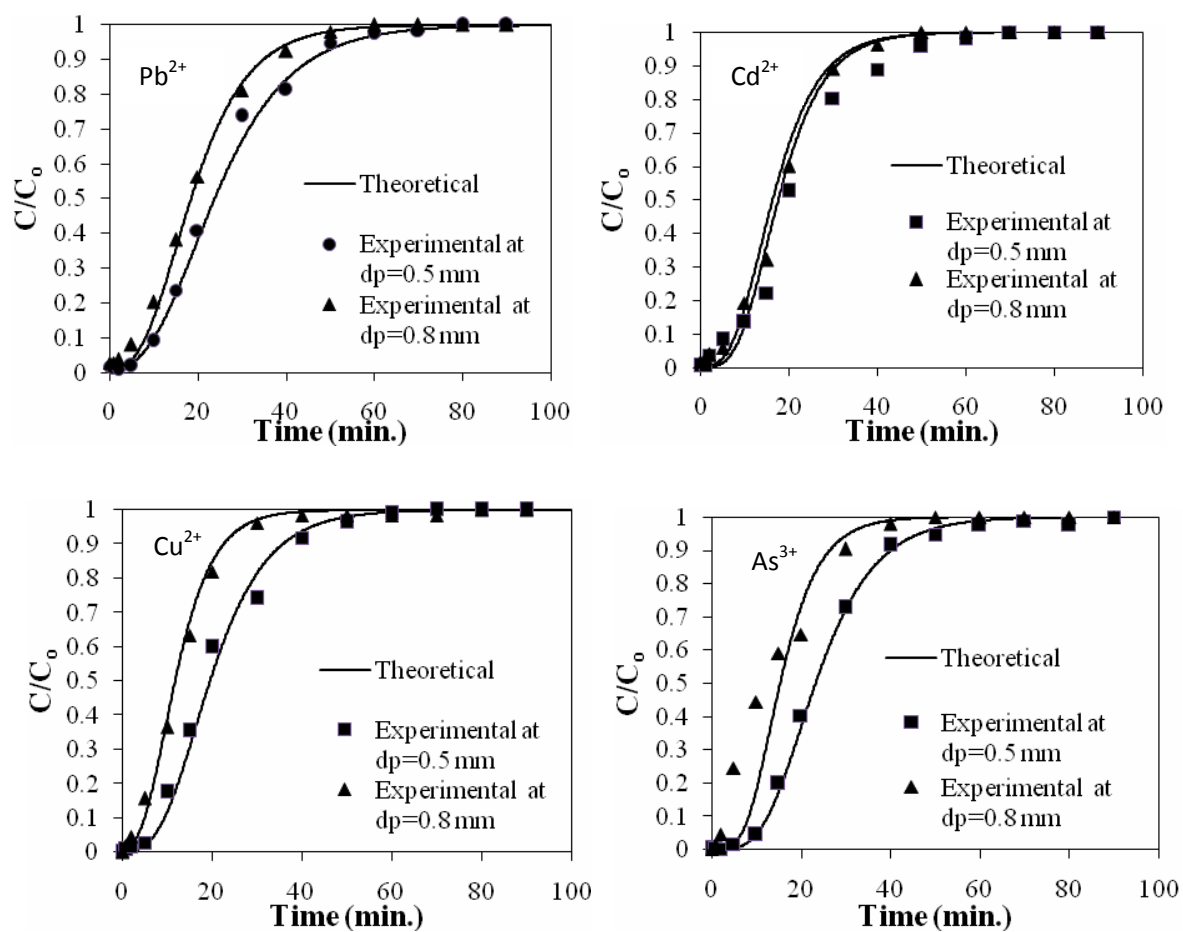 1
0.9
0.8
0.7
0.6
0.5
0.4
0.3
0.2
0.1
0
C/Co
Pb2+
Theoretical
Experimental at
dp=0.5 mm
Experimental at
dp=0.8 mm
0 20 40 60 80 100
Time (min.)
1
0.9
0.8
0.7
0.6
0.5
0.4
0.3
0.2
0.1
0
C/Co
Cd2+
Theoretical
Experimental at
dp=0.5 mm
Experimental at
dp=0.8 mm
0 20 40 60 80 100
Time (min.)
1
0.9
0.8
0.7
0.6
0.5
0.4
0.3
0.2
0.1
0
C/Co
Cu2+
Theoretical
Experimental at
dp=0.5 mm
Experimental at
dp=0.8 mm
0 20 40 60 80 100
Time (min.)
1
0.9
0.8
0.7
0.6
0.5
0.4
0.3
0.2
0.1
0
C/Co
As3+
Theoretical
Experimental at
dp=0.5 mm
Experimental at
dp=0.8 mm
0 20 40 60 80 100
Time (min.)